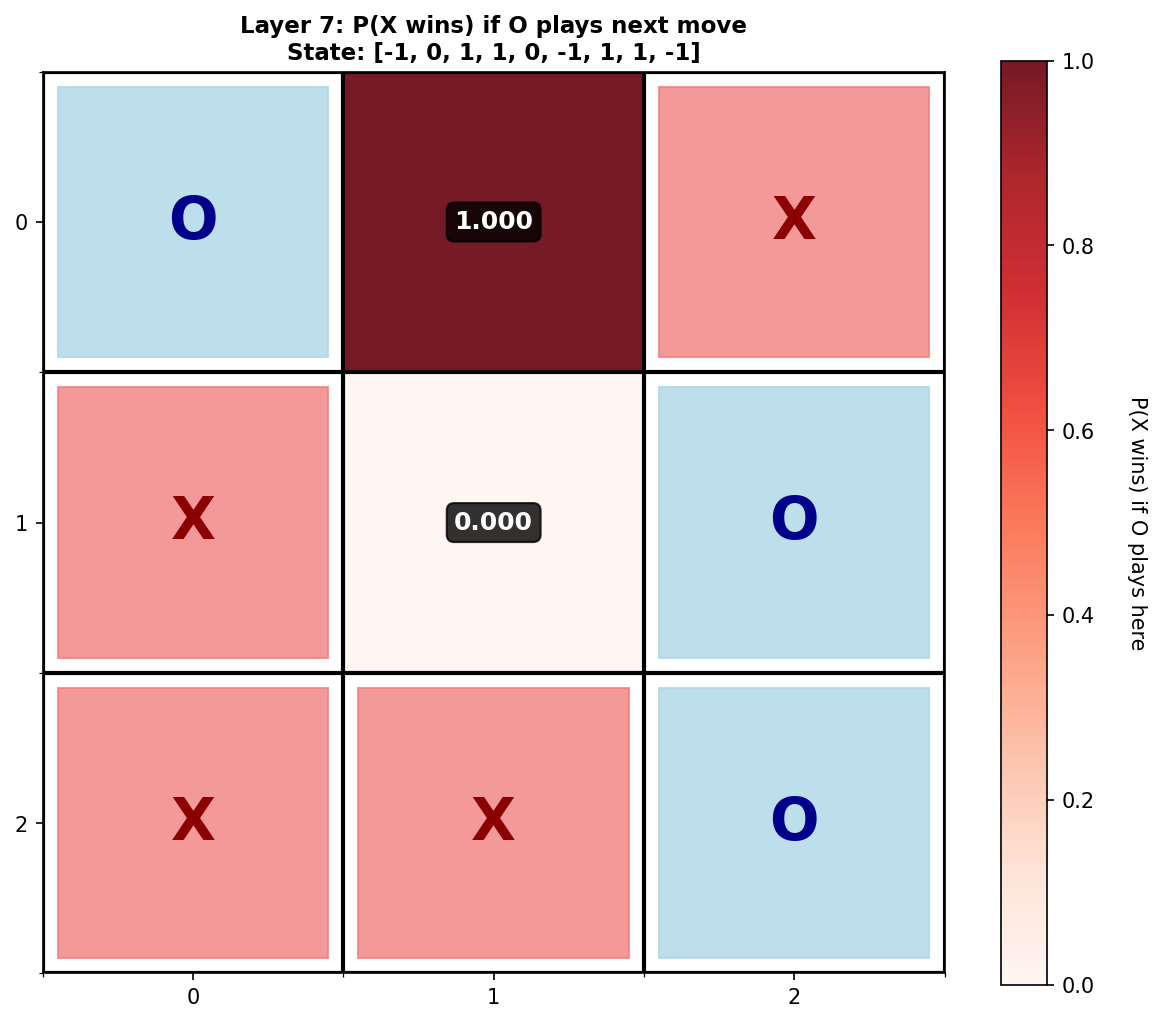 Layer 7: P(X wins) if O plays next move
State: [-1, 0, 1, 1, 0, -1, 1, 1, -1]
0
O
1.000
X
1
X
0.000
O
2
X
X
O
0
1
2
1.0
0.8
0.6
0.4
0.2
0.0
P(X wins) if O plays here